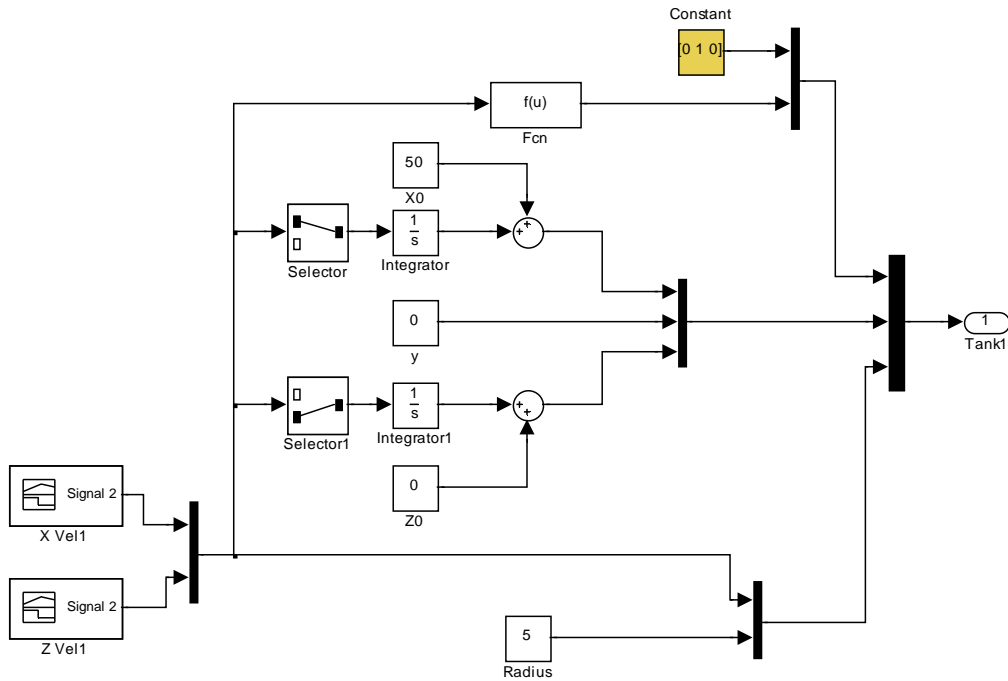 Constant
[0 1 0]
f(u)
Fcn
50
X0
Selector
1
s
Integrator
0
y
1
Tank1
Selector1
1
s
Integrator1
0
Z0
Signal 2
X Vel1
Signal 2
Z Vel1
5
Radius